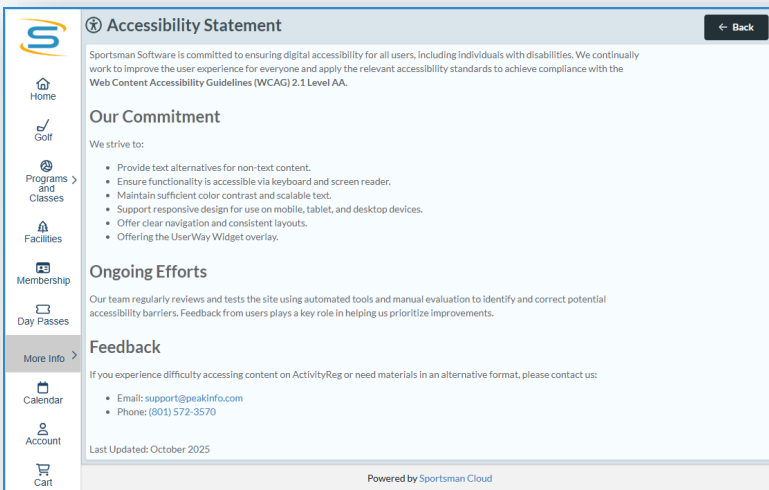 Accessibility Statement
← Back
Sportsman Software is committed to ensuring digital accessibility for all users, including individuals with disabilities. We continually
work to improve the user experience for everyone and apply the relevant accessibility standards to achieve compliance with the
Web Content Accessibility Guidelines (WCAG) 2.1 Level AA.
Our Commitment
We strive to:
• Provide text alternatives for non-text content.
• Ensure functionality is accessible via keyboard and screen reader.
• Maintain sufficient color contrast and scalable text.
• Support responsive design for use on mobile, tablet, and desktop devices.
• Offer clear navigation and consistent layouts.
• Offering the UserWay Widget overlay.
Ongoing Efforts
Our team regularly reviews and tests the site using automated tools and manual evaluation to identify and correct potential
accessibility barriers. Feedback from users plays a key role in helping us prioritize improvements.
Feedback
If you experience difficulty accessing content on ActivityReg or need materials in an alternative format, please contact us:
• Email: support@peakinfo.com
• Phone: (801) 572-3570
Last Updated: October 2025
Powered by Sportsman Cloud
Home
Golf
Programs
and
Classes
Facilities
Membership
Day Passes
More Info
Calendar
Account
Cart